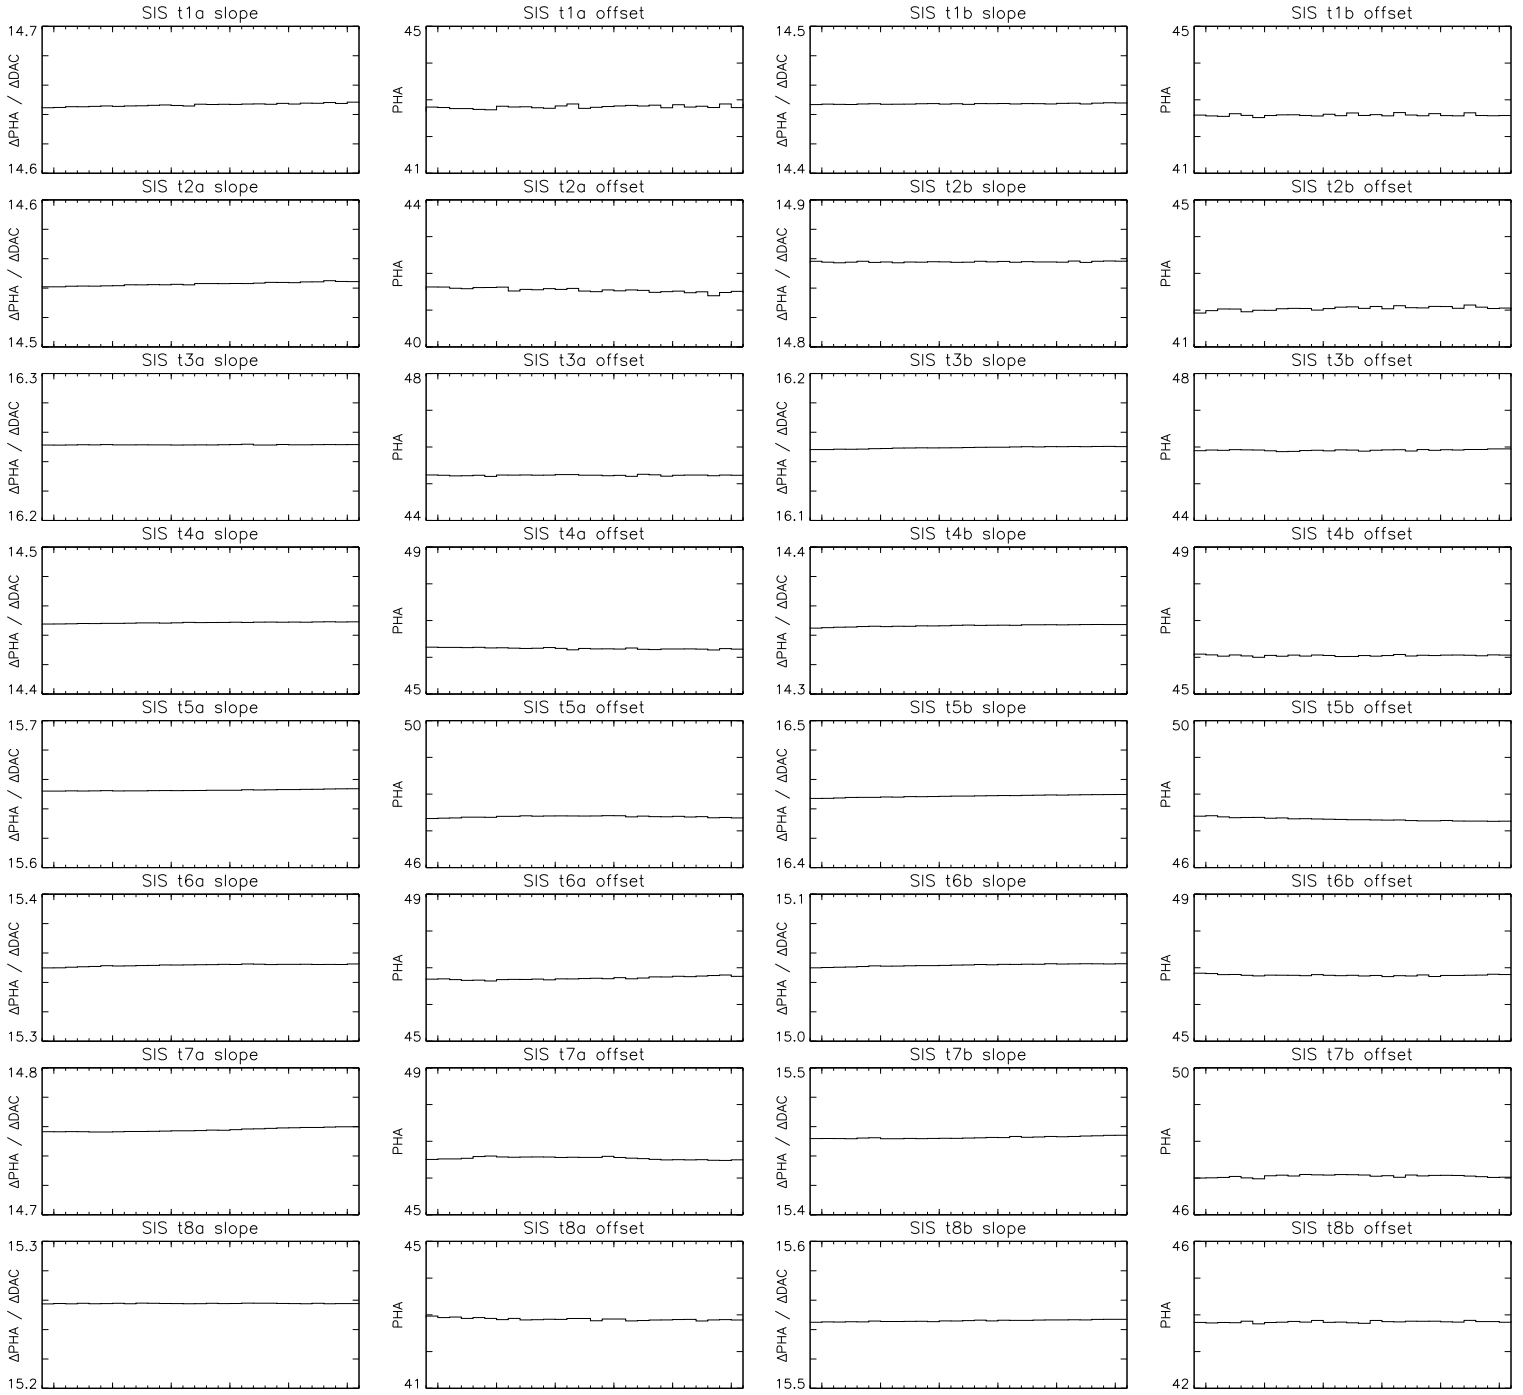 SIS t1a slope
14.7
ΔPHA / ΔDAC
14.6
SIS t1a offset
45
PHA
41
SIS t1b slope
14.5
ΔPHA / ΔDAC
14.4
SIS t1b offset
45
PHA
41
SIS t2a slope
14.6
ΔPHA / ΔDAC
14.5
SIS t2a offset
44
PHA
40
SIS t2b slope
14.9
ΔPHA / ΔDAC
14.8
SIS t2b offset
45
PHA
41
SIS t3a slope
16.3
ΔPHA / ΔDAC
16.2
SIS t3a offset
48
PHA
44
SIS t3b slope
16.2
ΔPHA / ΔDAC
16.1
SIS t3b offset
48
PHA
44
SIS t4a slope
14.5
ΔPHA / ΔDAC
14.4
SIS t4a offset
49
PHA
45
SIS t4b slope
14.4
ΔPHA / ΔDAC
14.3
SIS t4b offset
49
PHA
45
SIS t5a slope
15.7
ΔPHA / ΔDAC
15.6
SIS t5a offset
50
PHA
46
SIS t5b slope
16.5
ΔPHA / ΔDAC
16.4
SIS t5b offset
50
PHA
46
SIS t6a slope
15.4
ΔPHA / ΔDAC
15.3
SIS t6a offset
49
PHA
45
SIS t6b slope
15.1
ΔPHA / ΔDAC
15.0
SIS t6b offset
49
PHA
45
SIS t7a slope
14.8
ΔPHA / ΔDAC
14.7
SIS t7a offset
49
PHA
45
SIS t7b slope
15.5
ΔPHA / ΔDAC
15.4
SIS t7b offset
50
PHA
46
SIS t8a slope
15.3
ΔPHA / ΔDAC
15.2
SIS t8a offset
45
PHA
41
SIS t8b slope
15.6
ΔPHA / ΔDAC
15.5
SIS t8b offset
46
PHA
42